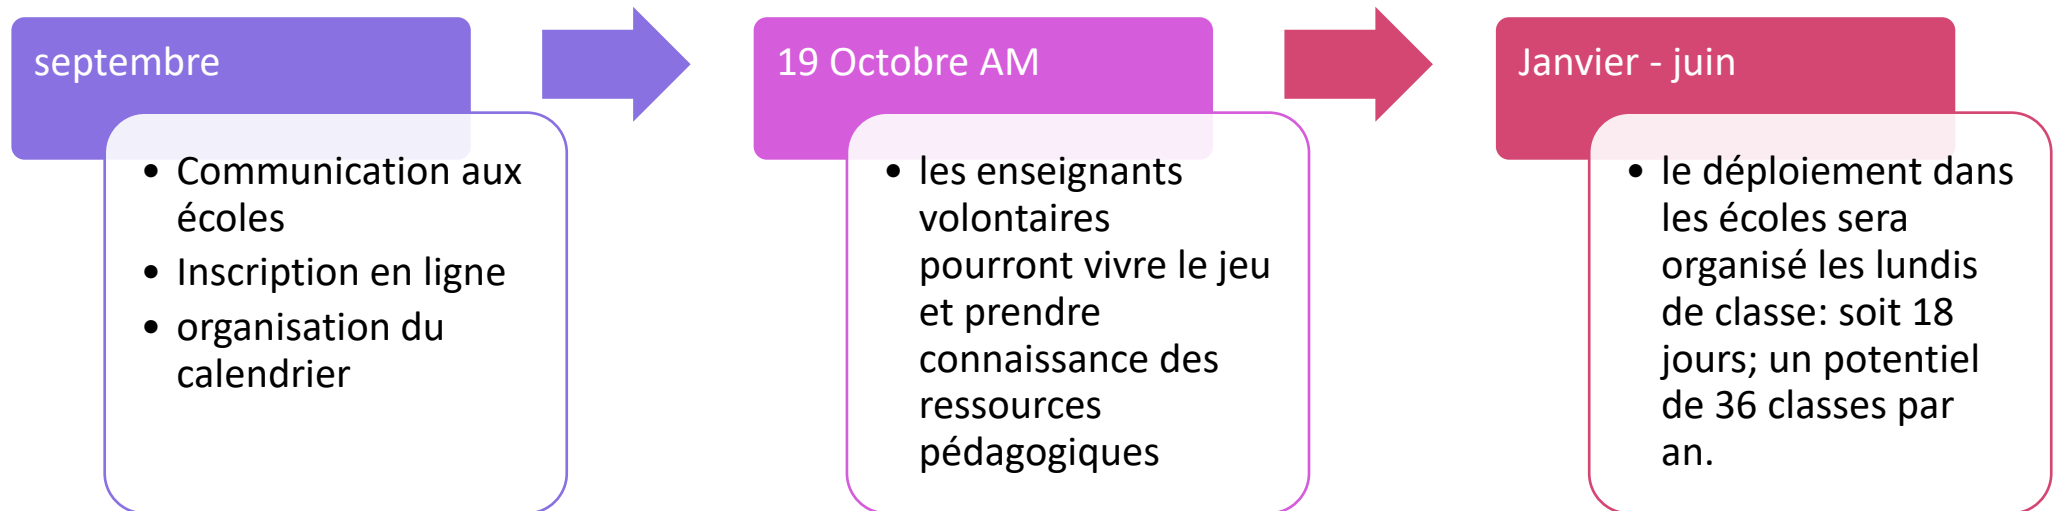 septembre
• Communication aux
écoles
• Inscription en ligne
• organisation du
calendrier
19 Octobre AM
• les enseignants
volontaires
pourront vivre le jeu
et prendre
connaissance des
ressources
pédagogiques
Janvier - juin
• le déploiement dans
les écoles sera
organisé les lundis
de classe: soit 18
jours; un potentiel
de 36 classes par
an.